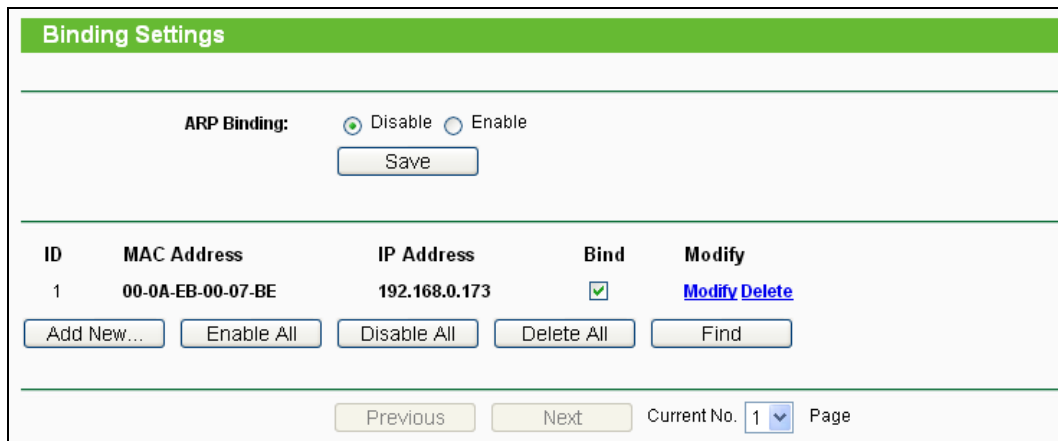 Binding Settings
ARP Binding: Disable Enable
Save
ID MAC Address IP Address Bind Modify
1 00-0A-EB-00-07-BE 192.168.0.173 Modify Delete
Add New... Enable All Disable All Delete All Find
Previous Next Current No. 1 Page